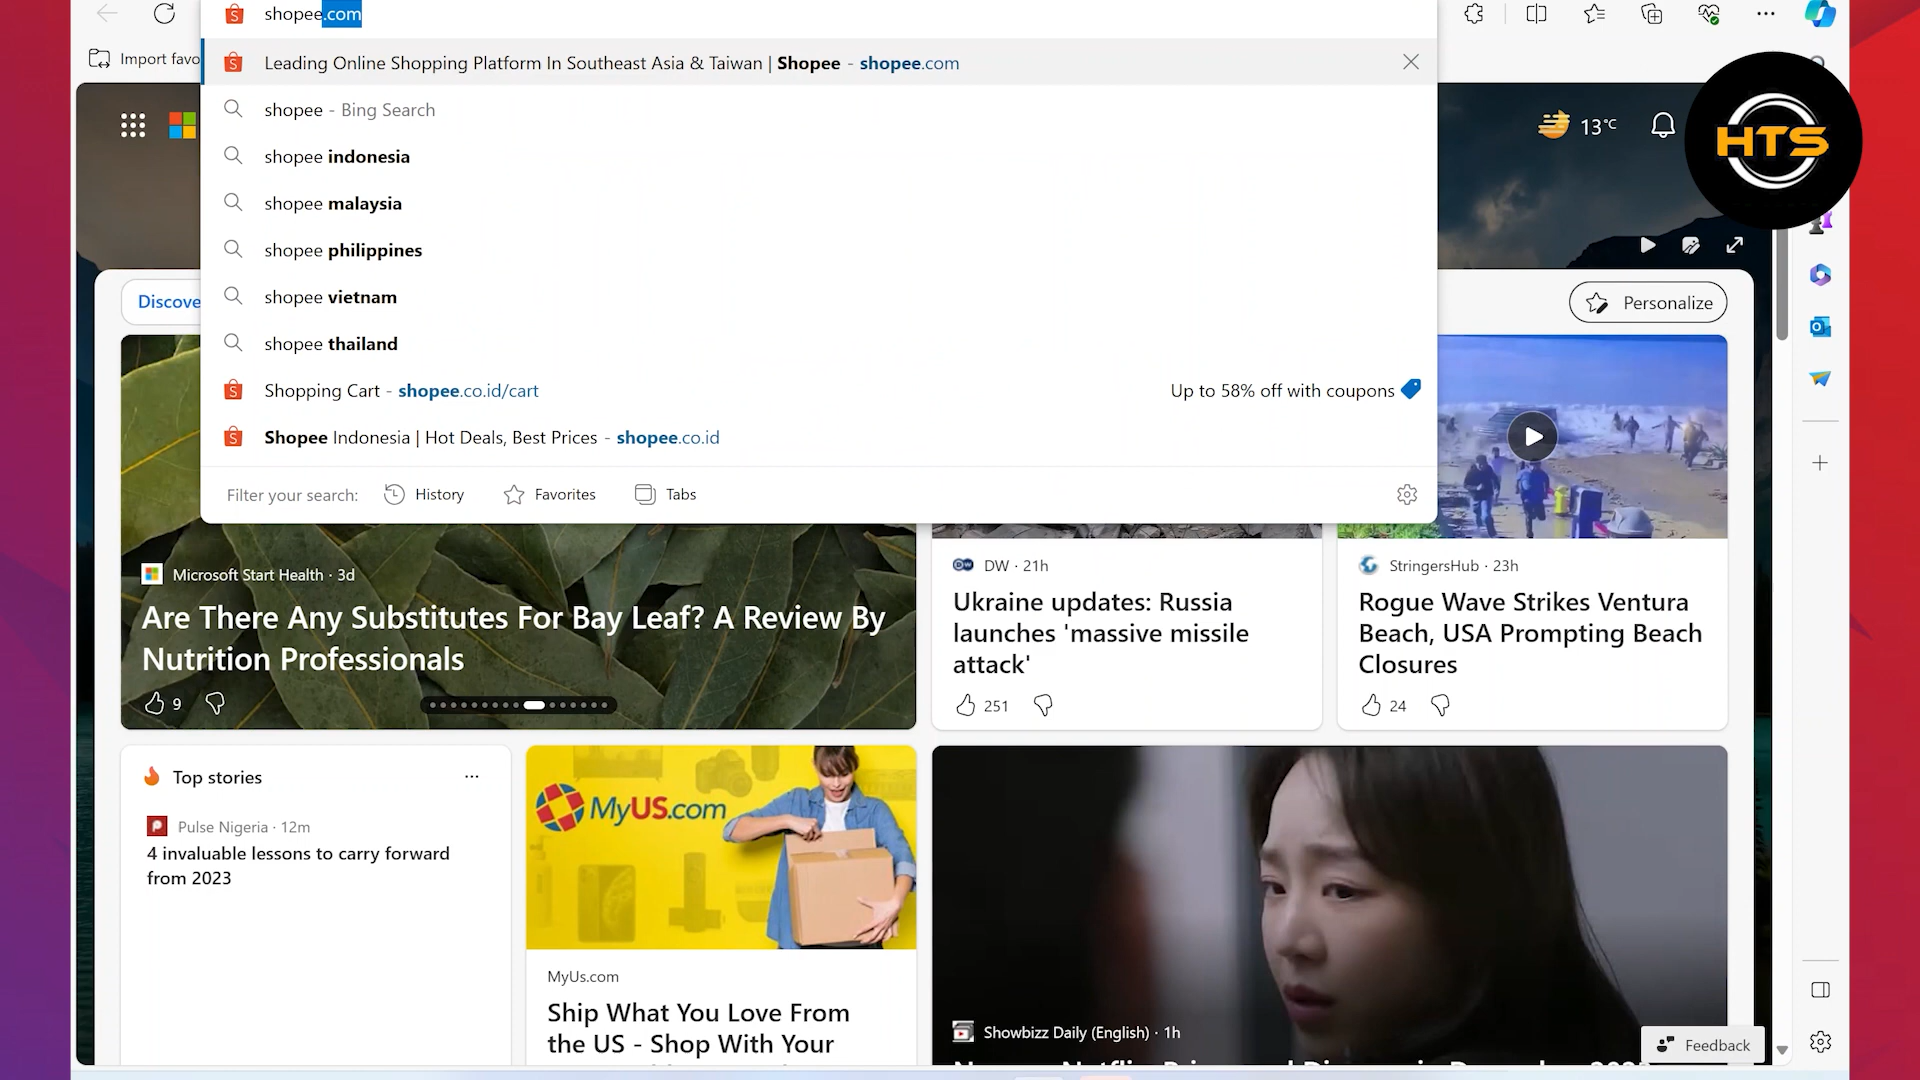 shopee.com
Import favo
Leading Online Shopping Platform In Southeast Asia & Taiwan | Shopee - shopee.com
shopee - Bing Search
shopee indonesia
shopee malaysia
shopee philippines
shopee vietnam
shopee thailand
Shopping Cart - shopee.co.id/cart
Up to 58% off with coupons
Shopee Indonesia | Hot Deals, Best Prices - shopee.co.id
Filter your search:
History
Favorites
Tabs
13°C
HTS
Discove
Personalize
Microsoft Start Health · 3d
Are There Any Substitutes For Bay Leaf? A Review By
Nutrition Professionals
9
DW · 21h
Ukraine updates: Russia
launches 'massive missile
attack'
251
StringersHub · 23h
Rogue Wave Strikes Ventura
Beach, USA Prompting Beach
Closures
24
Top stories
Pulse Nigeria · 12m
4 invaluable lessons to carry forward
from 2023
MyUS.com
MyUs.com
Ship What You Love From
the US - Shop With Your
Showbizz Daily (English) · 1h
Feedback